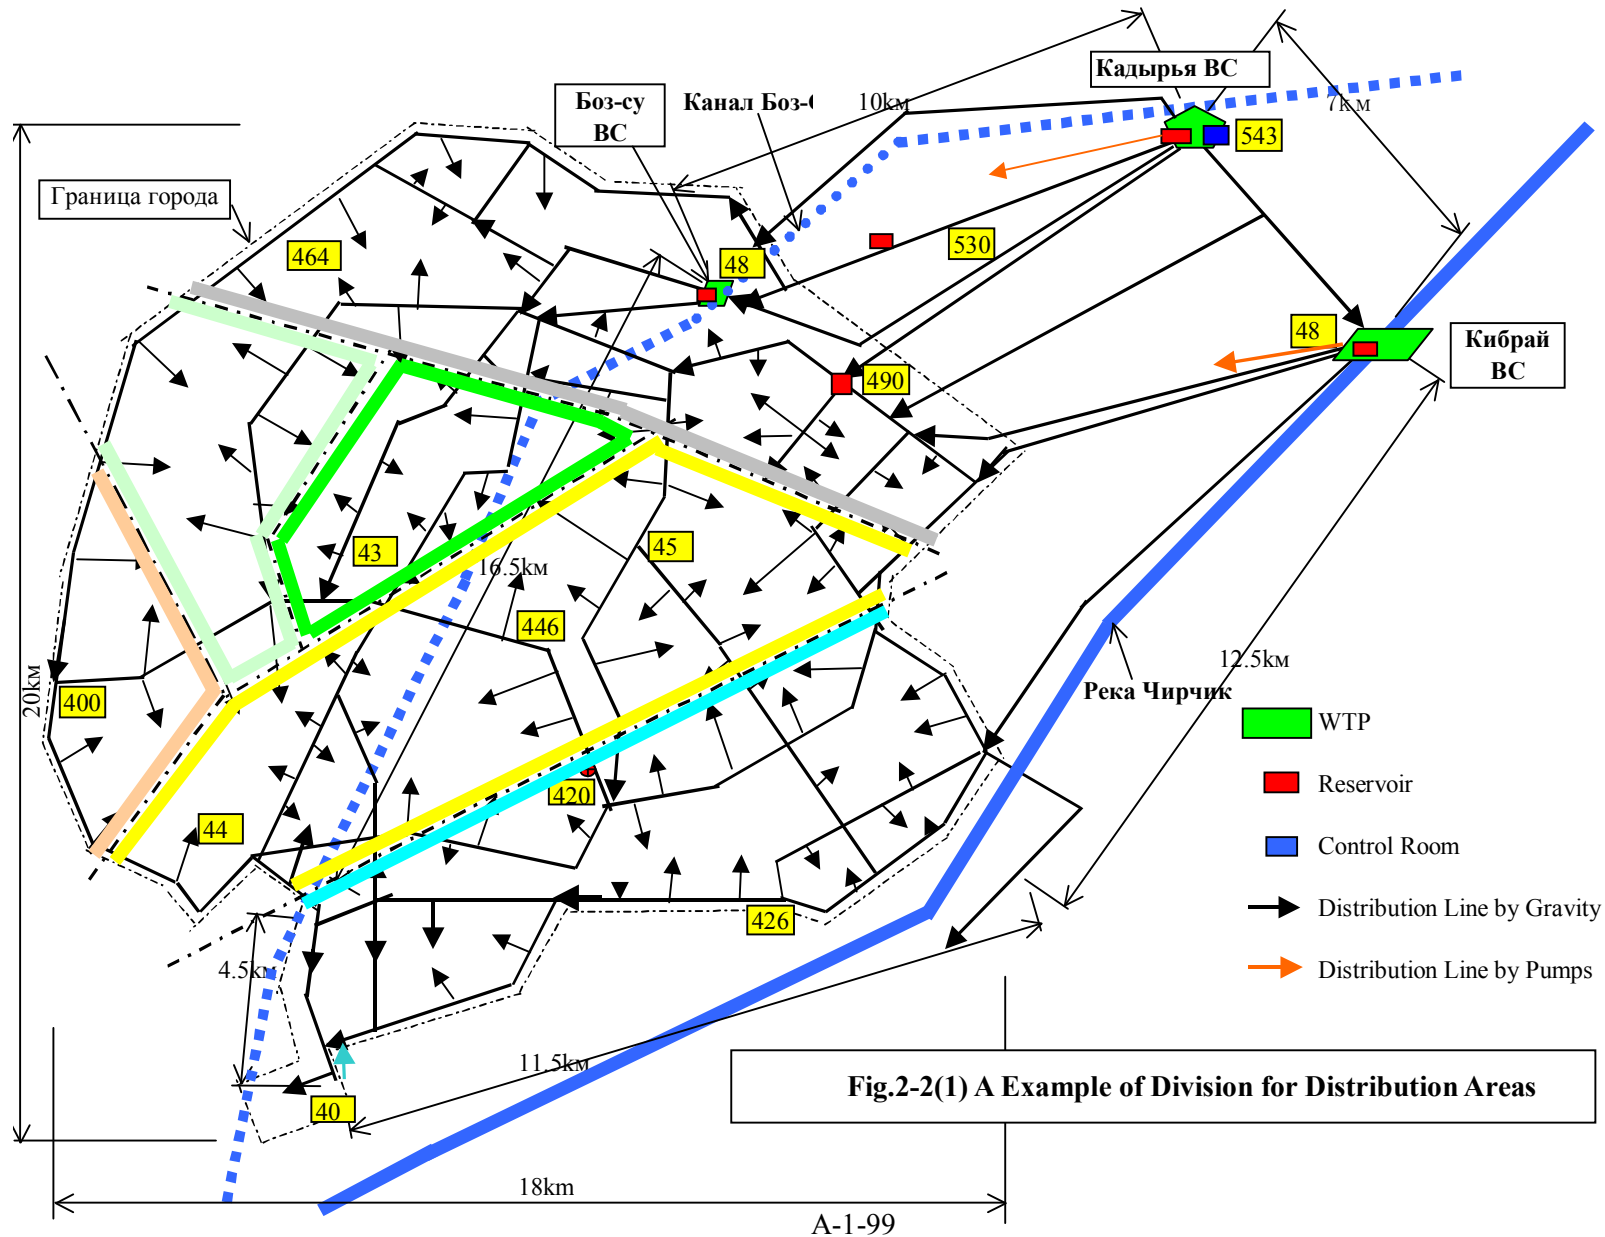 Кадырья ВС
Боз-су
ВС
Канал Боз-
10км
7км
543
Граница города
464
48
530
48
Кибрай
ВС
490
43
45
16.5км
446
20км
400
12.5км
Река Чирчик
WTP
420
Reservoir
44
Control Room
426
Distribution Line by Gravity
4.5км
Distribution Line by Pumps
11.5км
Fig.2-2(1) A Example of Division for Distribution Areas
40
18km
A-1-99